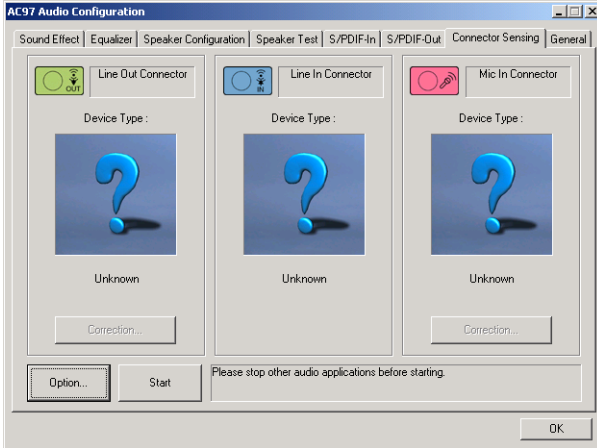 AC97 Audio Configuration
Sound Effect Equalizer Speaker Configuration Speaker Test S/PDIF-In S/PDIF-Out Connector Sensing General
OUT Line Out Connector
Device Type :
Unknown
Correction...
IN Line In Connector
Device Type :
Unknown
Mic In Connector
Device Type :
Unknown
Correction...
Option... Start Please stop other audio applications before starting.
OK